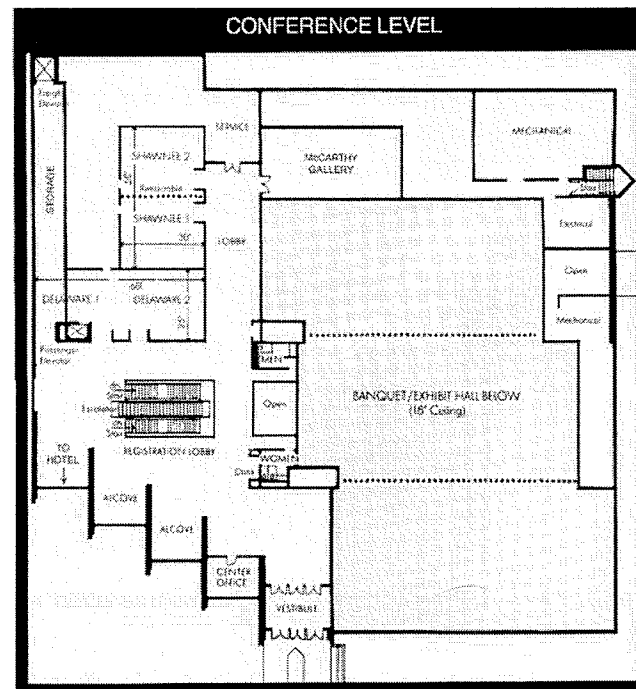 CONFERENCE LEVEL
Freight
Elevator
SERVICE
MECHANICAL
SHAWNEE 2
McCARTHY
GALLERY
STORAGE
Removable
SHAWNEE 1
30'
LOBBY
Electrical
Open
60'
DELAWARE 1
DELAWARE 2
Mechanical
Passenger
Elevator
MEN
Escalator
Open
BANQUET/EXHIBIT HALL BELOW
(18' Ceiling)
TO
HOTEL
REGISTRATION LOBBY
WOMEN
ALCOVE
ALCOVE
CENTER
OFFICE
VESTIBULE